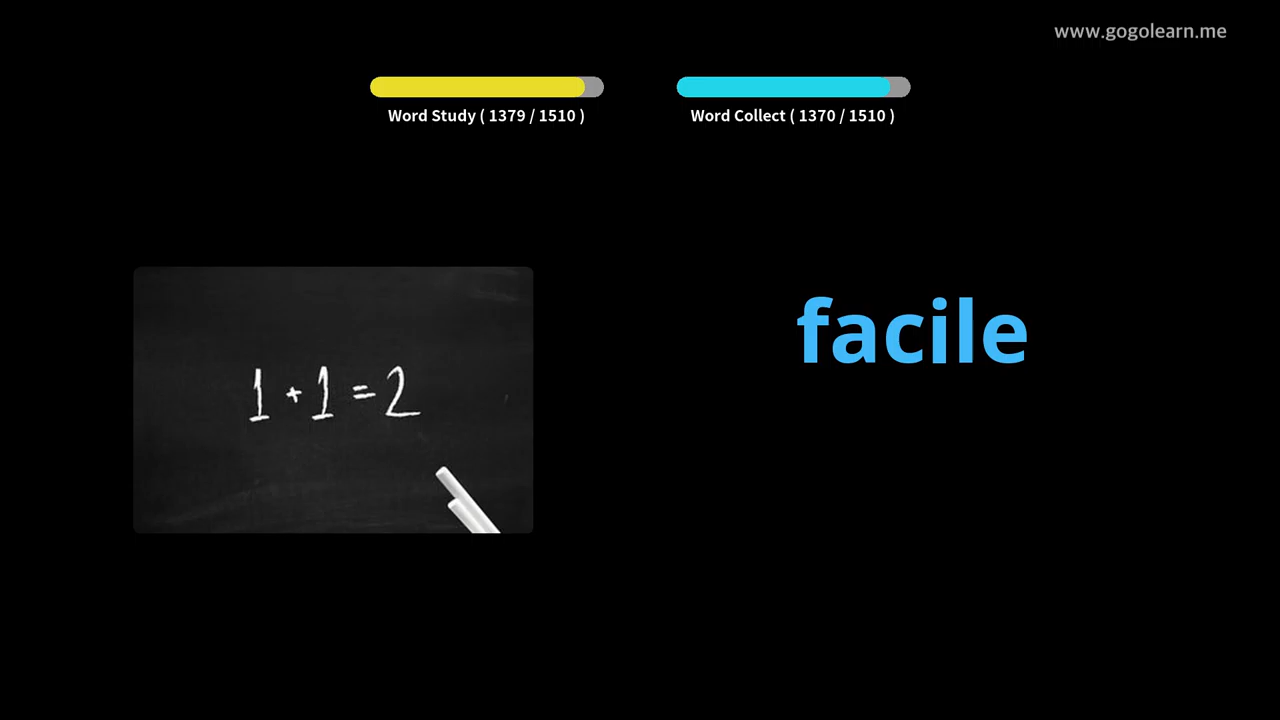 www.gogolearn.me
Word Study ( 1379 / 1510 )
Word Collect ( 1370 / 1510 )
facile
1 + 1 = 2